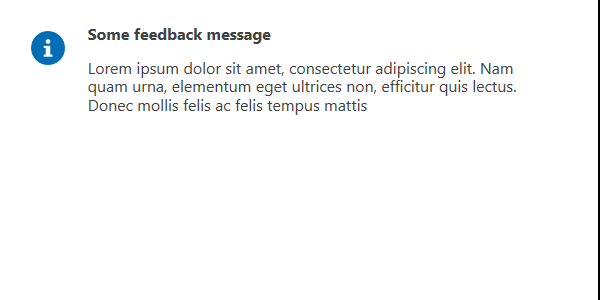 Some feedback message
Lorem ipsum dolor sit amet, consectetur adipiscing elit. Nam
quam urna, elementum eget ultrices non, efficitur quis lectus.
Donec mollis felis ac felis tempus mattis